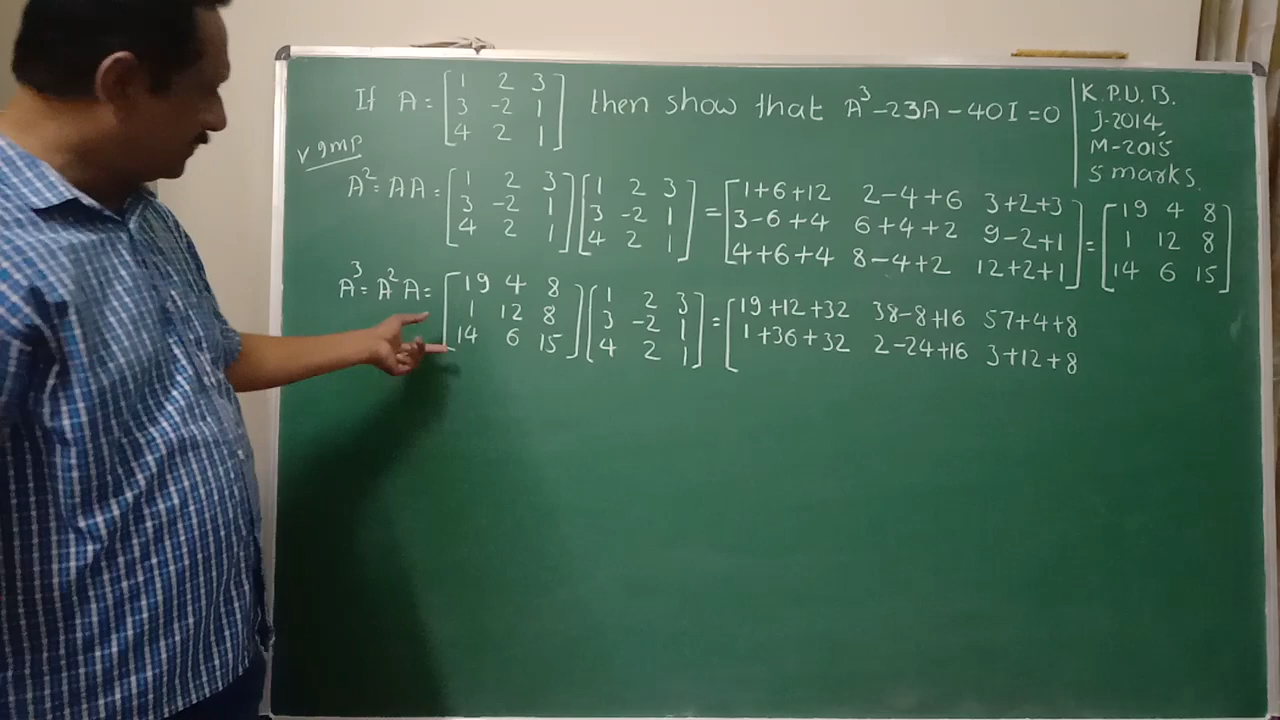 If A = [1 2 3; 3 -2 1; 4 2 1] then show that A³ - 23A - 40I = 0
K.P.U.B.
J-2014,
M-2015
5 marks.
v gmp
A² = AA = [1 2 3; 3 -2 1; 4 2 1] [1 2 3; 3 -2 1; 4 2 1] = [1+6+12 2-4+6 3+2+3; 3-6+4 6+4+2 9-2+1; 4+6+4 8-4+2 12+2+1] = [19 4 8; 1 12 8; 14 6 15]
A³ = A²A = [19 4 8; 1 12 8; 14 6 15] [1 2 3; 3 -2 1; 4 2 1] = [19+12+32 38-8+16 57+4+8; 1+36+32 2-24+16 3+12+8